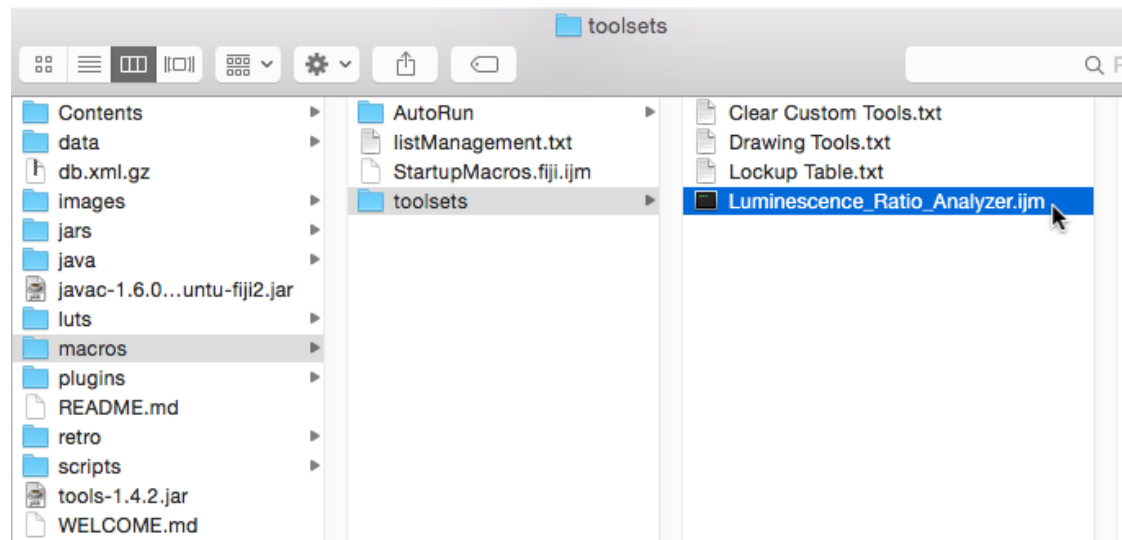 toolsets
Contents
data
db.xml.gz
images
jars
java
javac-1.6.0...untu-fiji2.jar
luts
macros
plugins
README.md
retro
scripts
tools-1.4.2.jar
WELCOME.md
AutoRun
listManagement.txt
StartupMacros.fiji.ijm
toolsets
Clear Custom Tools.txt
Drawing Tools.txt
Lockup Table.txt
Luminescence_Ratio_Analyzer.ijm